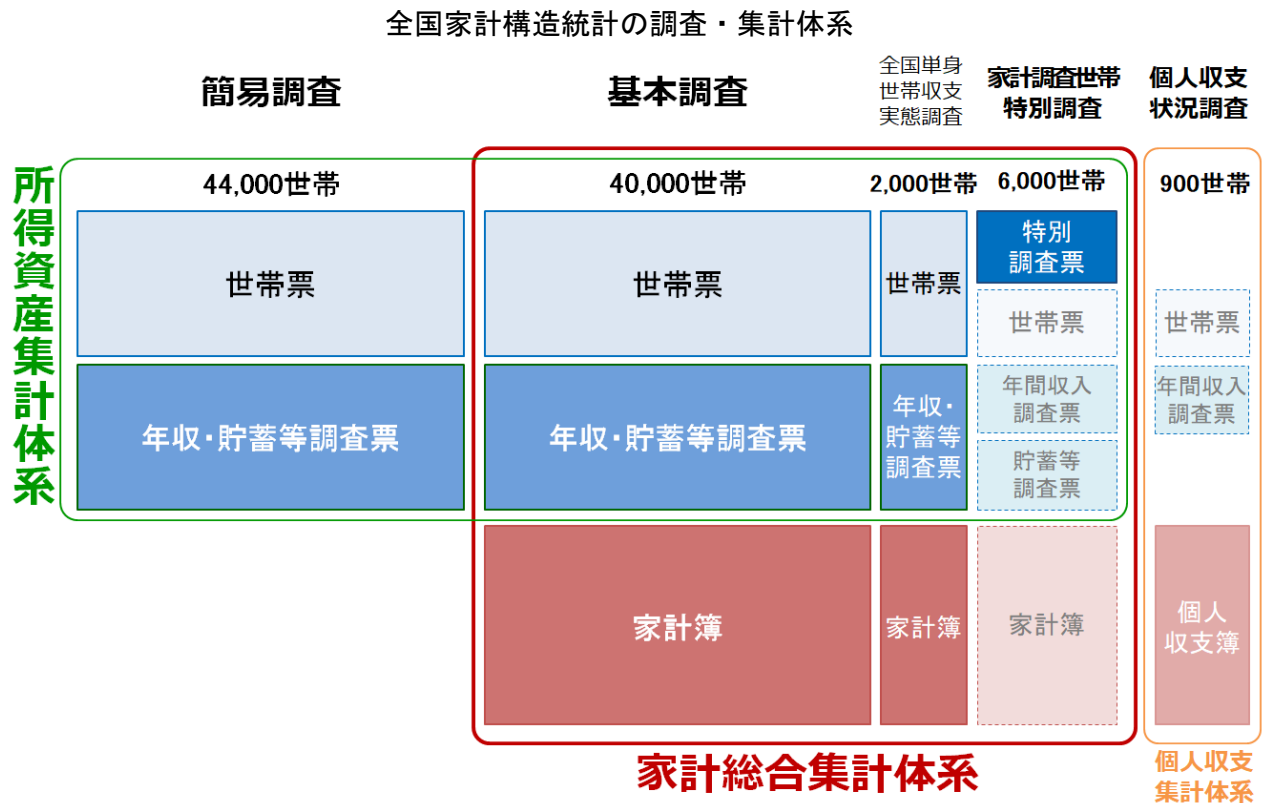 全国家計構造統計の調査・集計体系
簡易調査
基本調査
全国単身
世帯収支
実態調査
家計調査世帯
特別調査
個人収支
状況調査
所得資産集計体系
44,000世帯
40,000世帯
2,000世帯
6,000世帯
900世帯
世帯票
世帯票
世帯票
特別
調査票
世帯票
世帯票
年収・貯蓄等調査票
年収・貯蓄等調査票
年収・
貯蓄等
調査票
年間収入
調査票
貯蓄等
調査票
年間収入
調査票
家計簿
家計簿
家計簿
個人
収支簿
家計総合集計体系
個人収支
集計体系